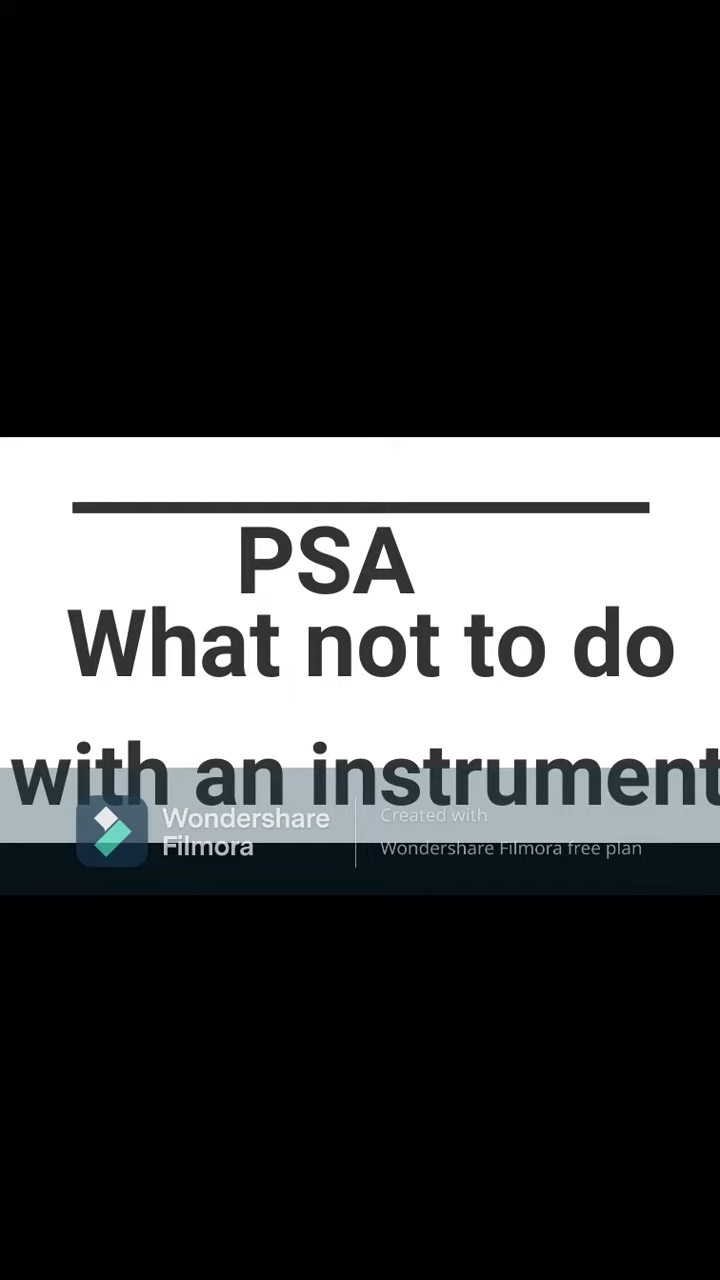 PSA
What not to do
with an instrument
Wondershare
Filmora
Created with
Wondershare Filmora free plan